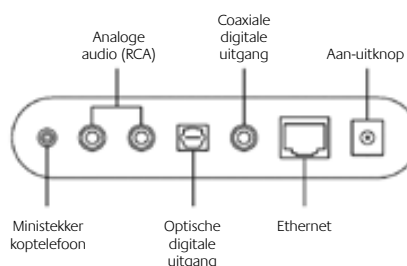 Analoge
audio (RCA)
Coaxiale
digitale
uitgang
Aan-uitknop
Ministekker
koptelefoon
Optische
digitale
uitgang
Ethernet